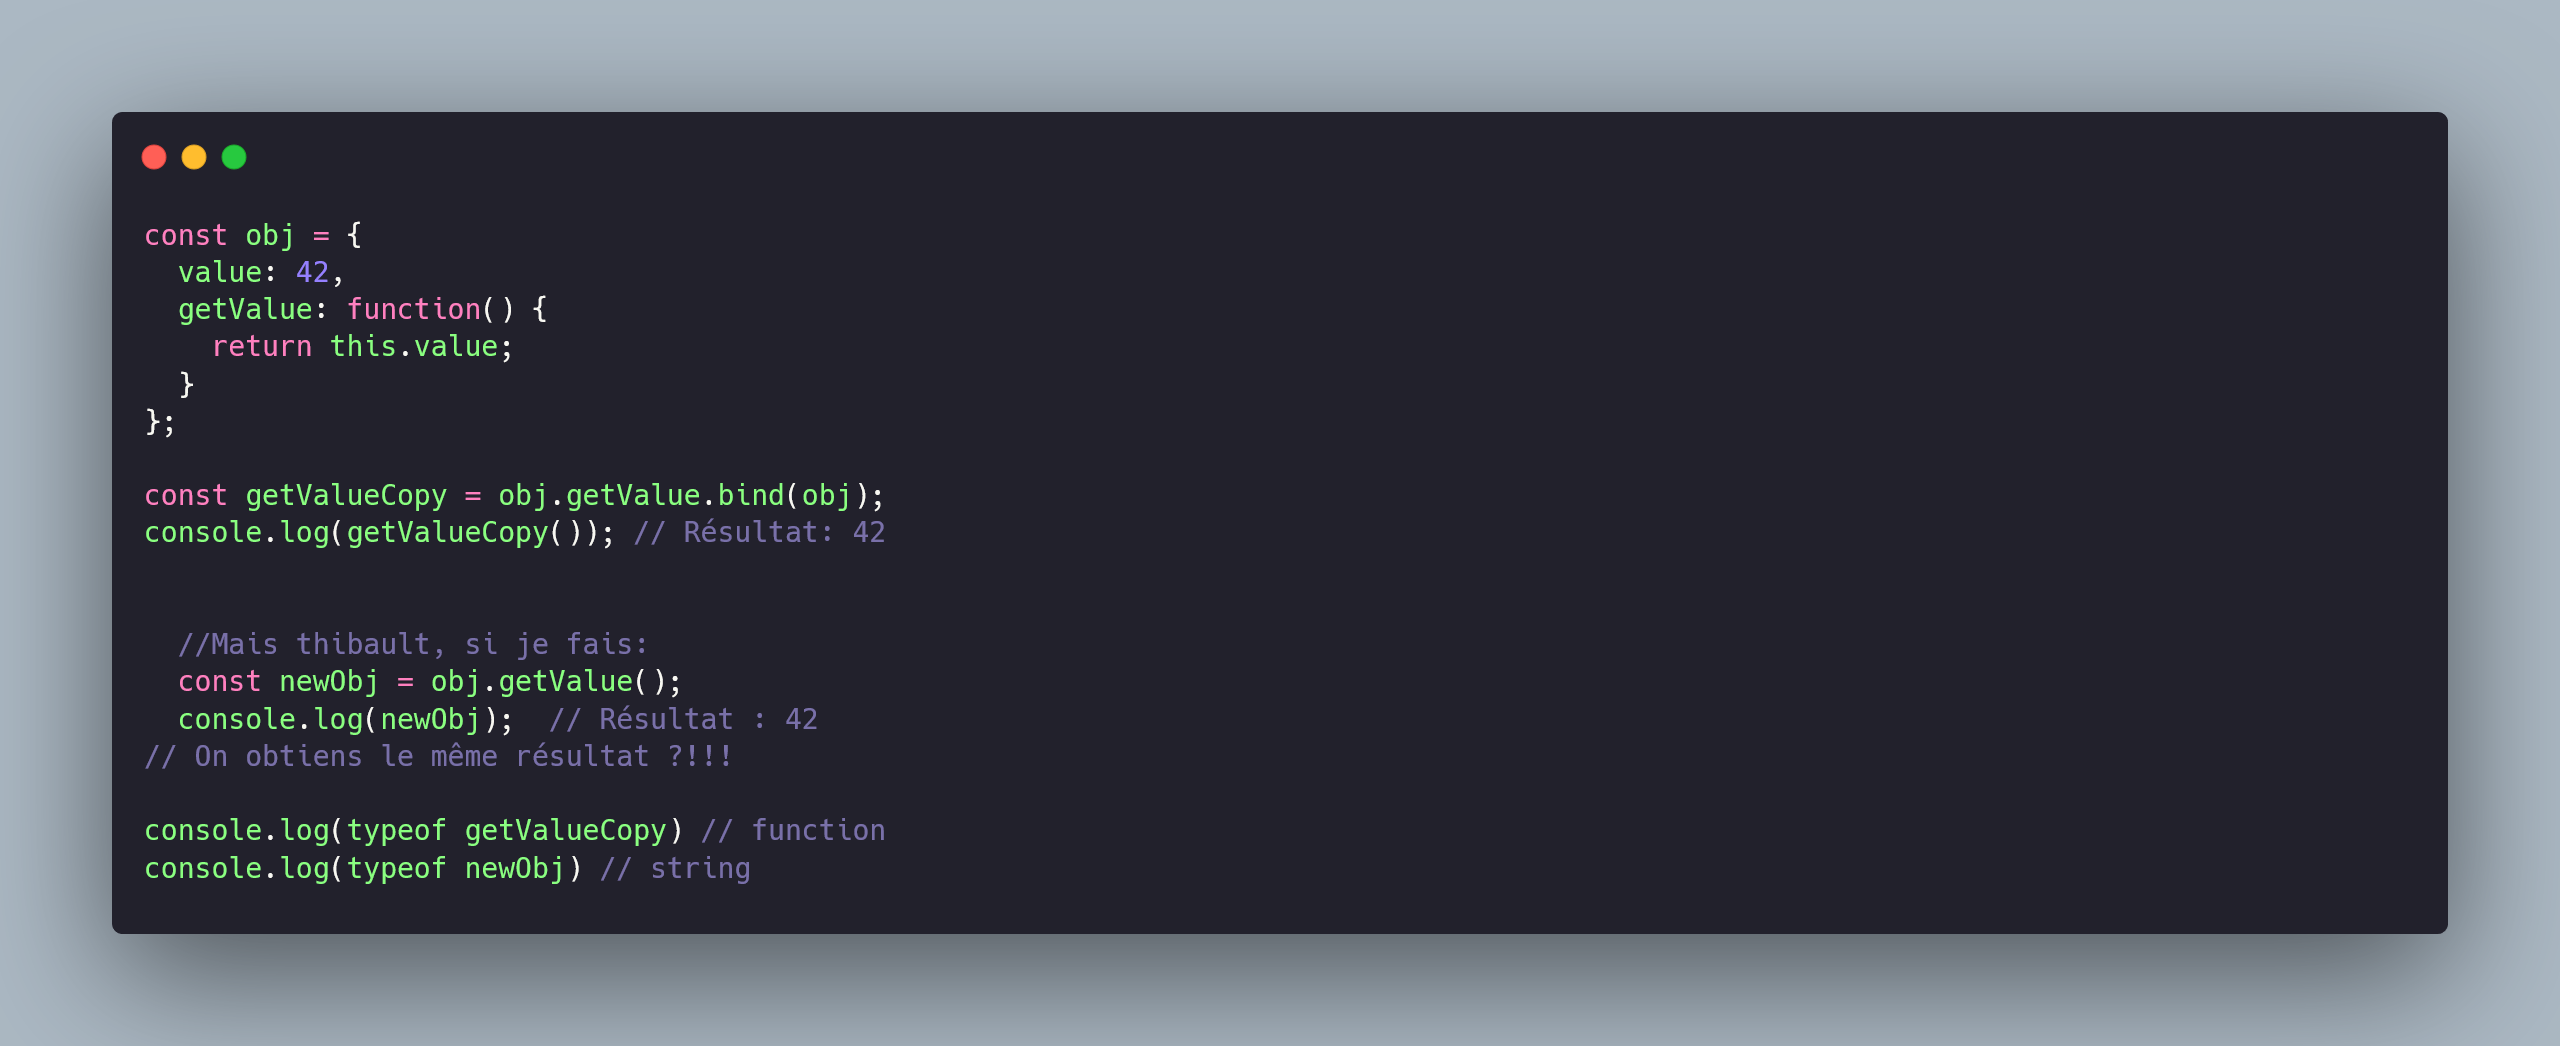 const obj = {
  value: 42,
  getValue: function() {
    return this.value;
  }
};
const getValueCopy = obj.getValue.bind(obj);
console.log(getValueCopy()); // Résultat: 42
  //Mais thibault, si je fais:
  const newObj = obj.getValue();
  console.log(newObj);  // Résultat : 42
// On obtiens le même résultat ?!!!
console.log(typeof getValueCopy) // function
console.log(typeof newObj) // string